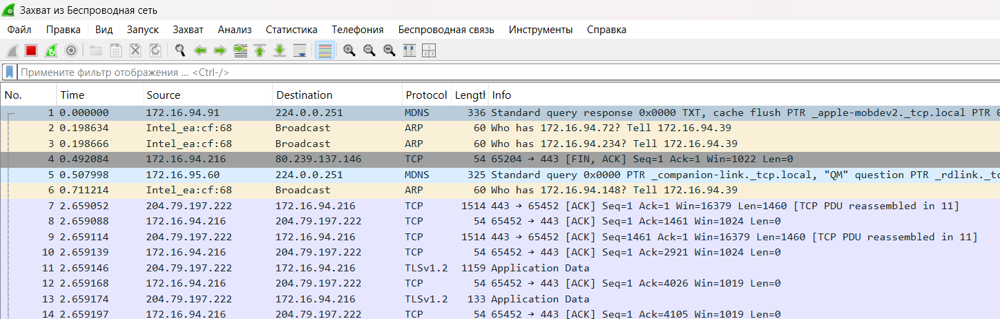 Захват из Беспроводная сеть
Файл Правка Вид Запуск Захват Анализ Статистика Телефония Беспроводная связь Инструменты Справка
Примените фильтр отображения ... <Ctrl-/>
No. Time Source Destination Protocol Length Info
1 0.000000 172.16.94.91 224.0.0.251 MDNS 336 Standard query response 0x0000 TXT, cache flush PTR _apple-mobdev2._tcp.local PTR
2 0.198634 Intel_ea:cf:68 Broadcast ARP 60 Who has 172.16.94.72? Tell 172.16.94.39
3 0.198666 Intel_ea:cf:68 Broadcast ARP 60 Who has 172.16.94.234? Tell 172.16.94.39
4 0.492084 172.16.94.216 80.239.137.146 TCP 54 65204 → 443 [FIN, ACK] Seq=1 Ack=1 Win=1022 Len=0
5 0.507998 172.16.95.60 224.0.0.251 MDNS 325 Standard query 0x0000 PTR _companion-link._tcp.local, "QM" question PTR _rdlink._tc
6 0.711214 Intel_ea:cf:68 Broadcast ARP 60 Who has 172.16.94.148? Tell 172.16.94.39
7 2.659052 204.79.197.222 172.16.94.216 TCP 1514 443 → 65452 [ACK] Seq=1 Ack=1 Win=16379 Len=1460 [TCP PDU reassembled in 11]
8 2.659088 172.16.94.216 204.79.197.222 TCP 54 65452 → 443 [ACK] Seq=1 Ack=1461 Win=1024 Len=0
9 2.659114 204.79.197.222 172.16.94.216 TCP 1514 443 → 65452 [ACK] Seq=1461 Ack=1 Win=16379 Len=1460 [TCP PDU reassembled in 11]
10 2.659139 172.16.94.216 204.79.197.222 TCP 54 65452 → 443 [ACK] Seq=1 Ack=2921 Win=1024 Len=0
11 2.659146 204.79.197.222 172.16.94.216 TLSv1.2 1159 Application Data
12 2.659168 172.16.94.216 204.79.197.222 TCP 54 65452 → 443 [ACK] Seq=1 Ack=4026 Win=1019 Len=0
13 2.659174 204.79.197.222 172.16.94.216 TLSv1.2 133 Application Data
14 2.659197 172.16.94.216 204.79.197.222 TCP 54 65452 → 443 [ACK] Seq=1 Ack=4105 Win=1019 Len=0